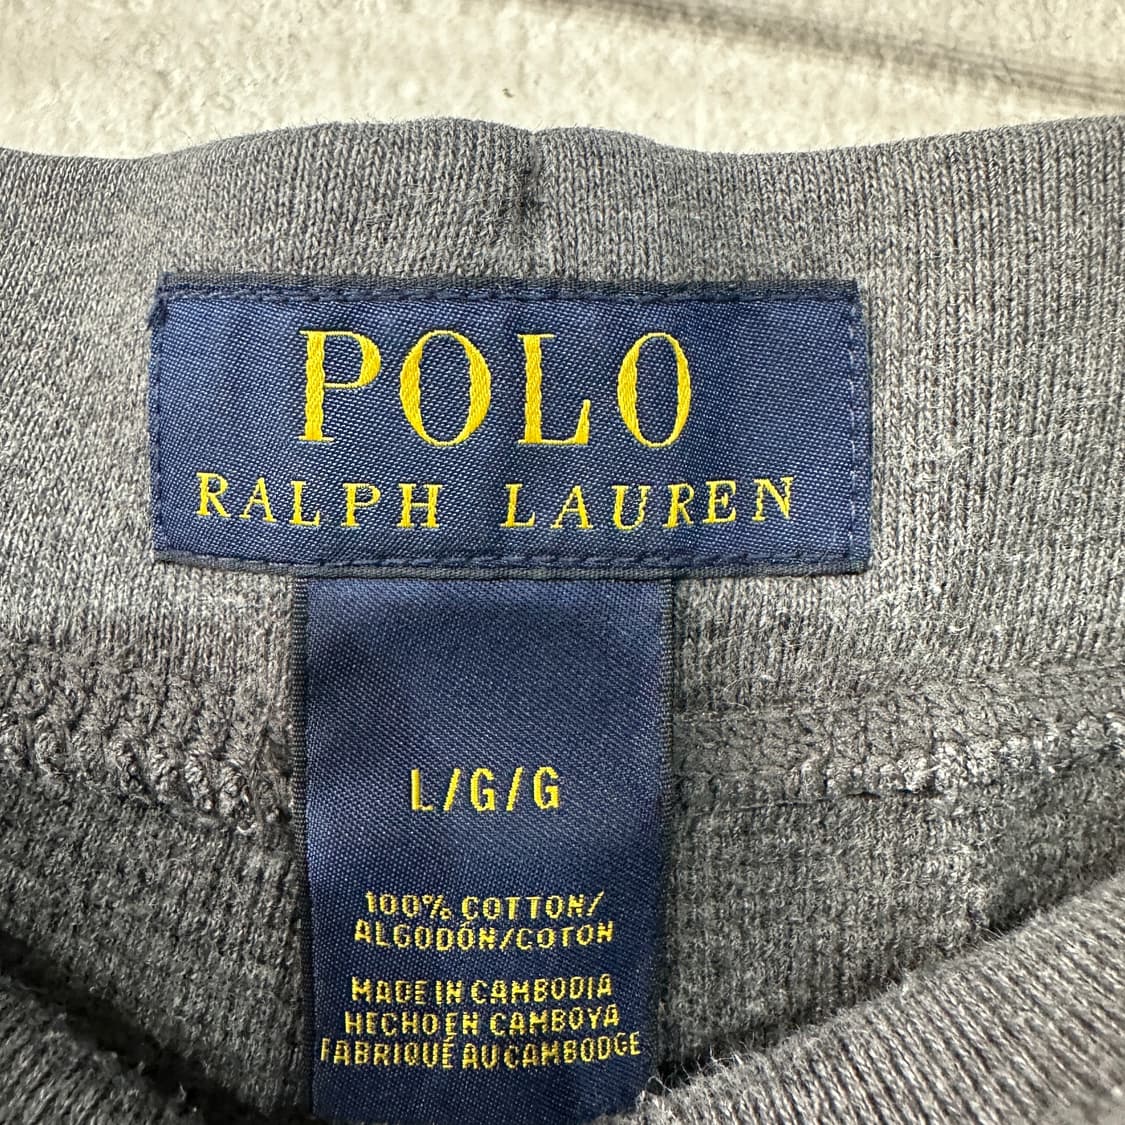 POLO
RALPH LAUREN
L/G/G
100% COTTON/
ALGODÓN/COTON
MADE IN CAMBODIA
HECHO EN CAMBOYA
FABRIQUÉ AU CAMBODGE